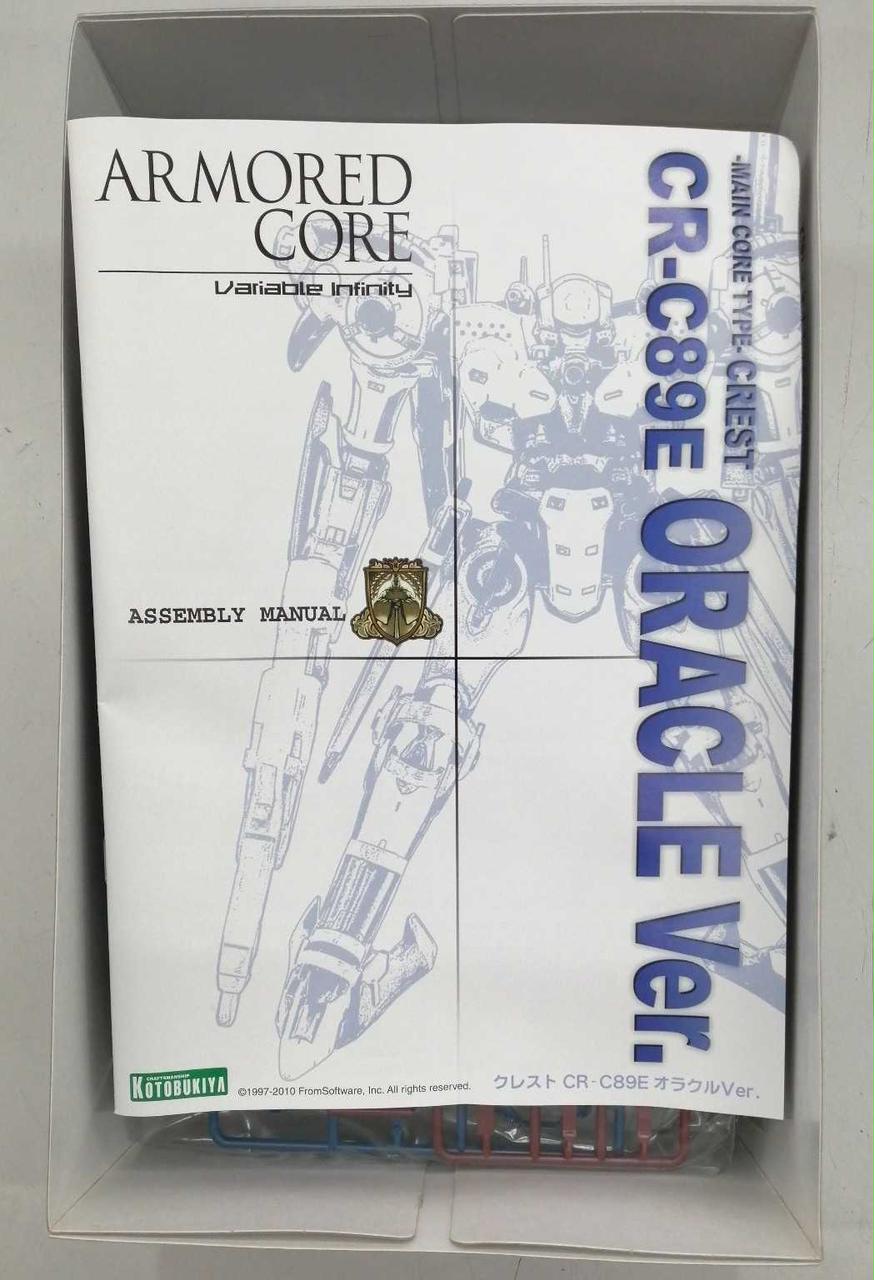 ARMORED
CORE
Variable Infinity
-MAIN CORE TYPE- CREST
CR-C89E ORACLE Ver.
ASSEMBLY MANUAL
CRAFTSMANSHIP
KOTOBUKIYA
©1997-2010 FromSoftware, Inc. All rights reserved.
クレスト CR-C89E オラクルVer.